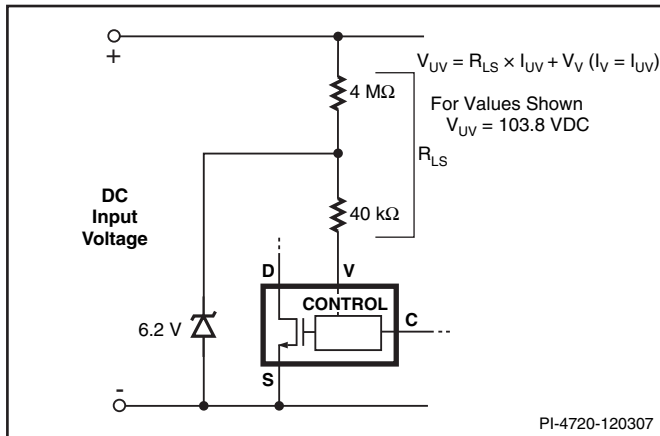 +
V_UV = R_LS × I_UV + V_V (I_V = I_UV)
4 MΩ
For Values Shown
V_UV = 103.8 VDC
R_LS
DC
Input
Voltage
40 kΩ
D
V
CONTROL
C
6.2 V
S
-
PI-4720-120307